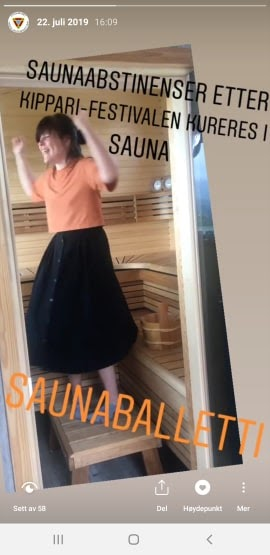 22. juli 2019 16:09
SAUNAABSTINENSER ETTER
KIPPARI-FESTIVALEN KURERES I
SAUNA
SAUNABALLETTI
Sett av 58
Del
Høydepunkt
Mer